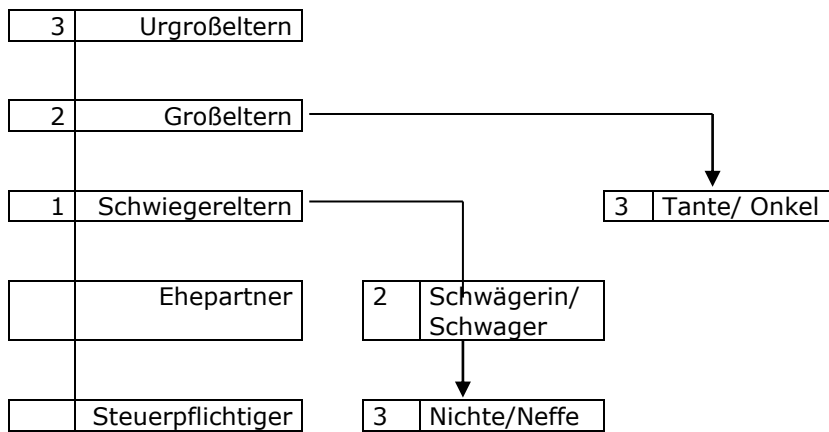 3 Urgroßeltern
2 Großeltern
1 Schwiegereltern
3 Tante/ Onkel
Ehepartner
2 Schwägerin/
Schwager
Steuerpflichtiger
3 Nichte/Neffe